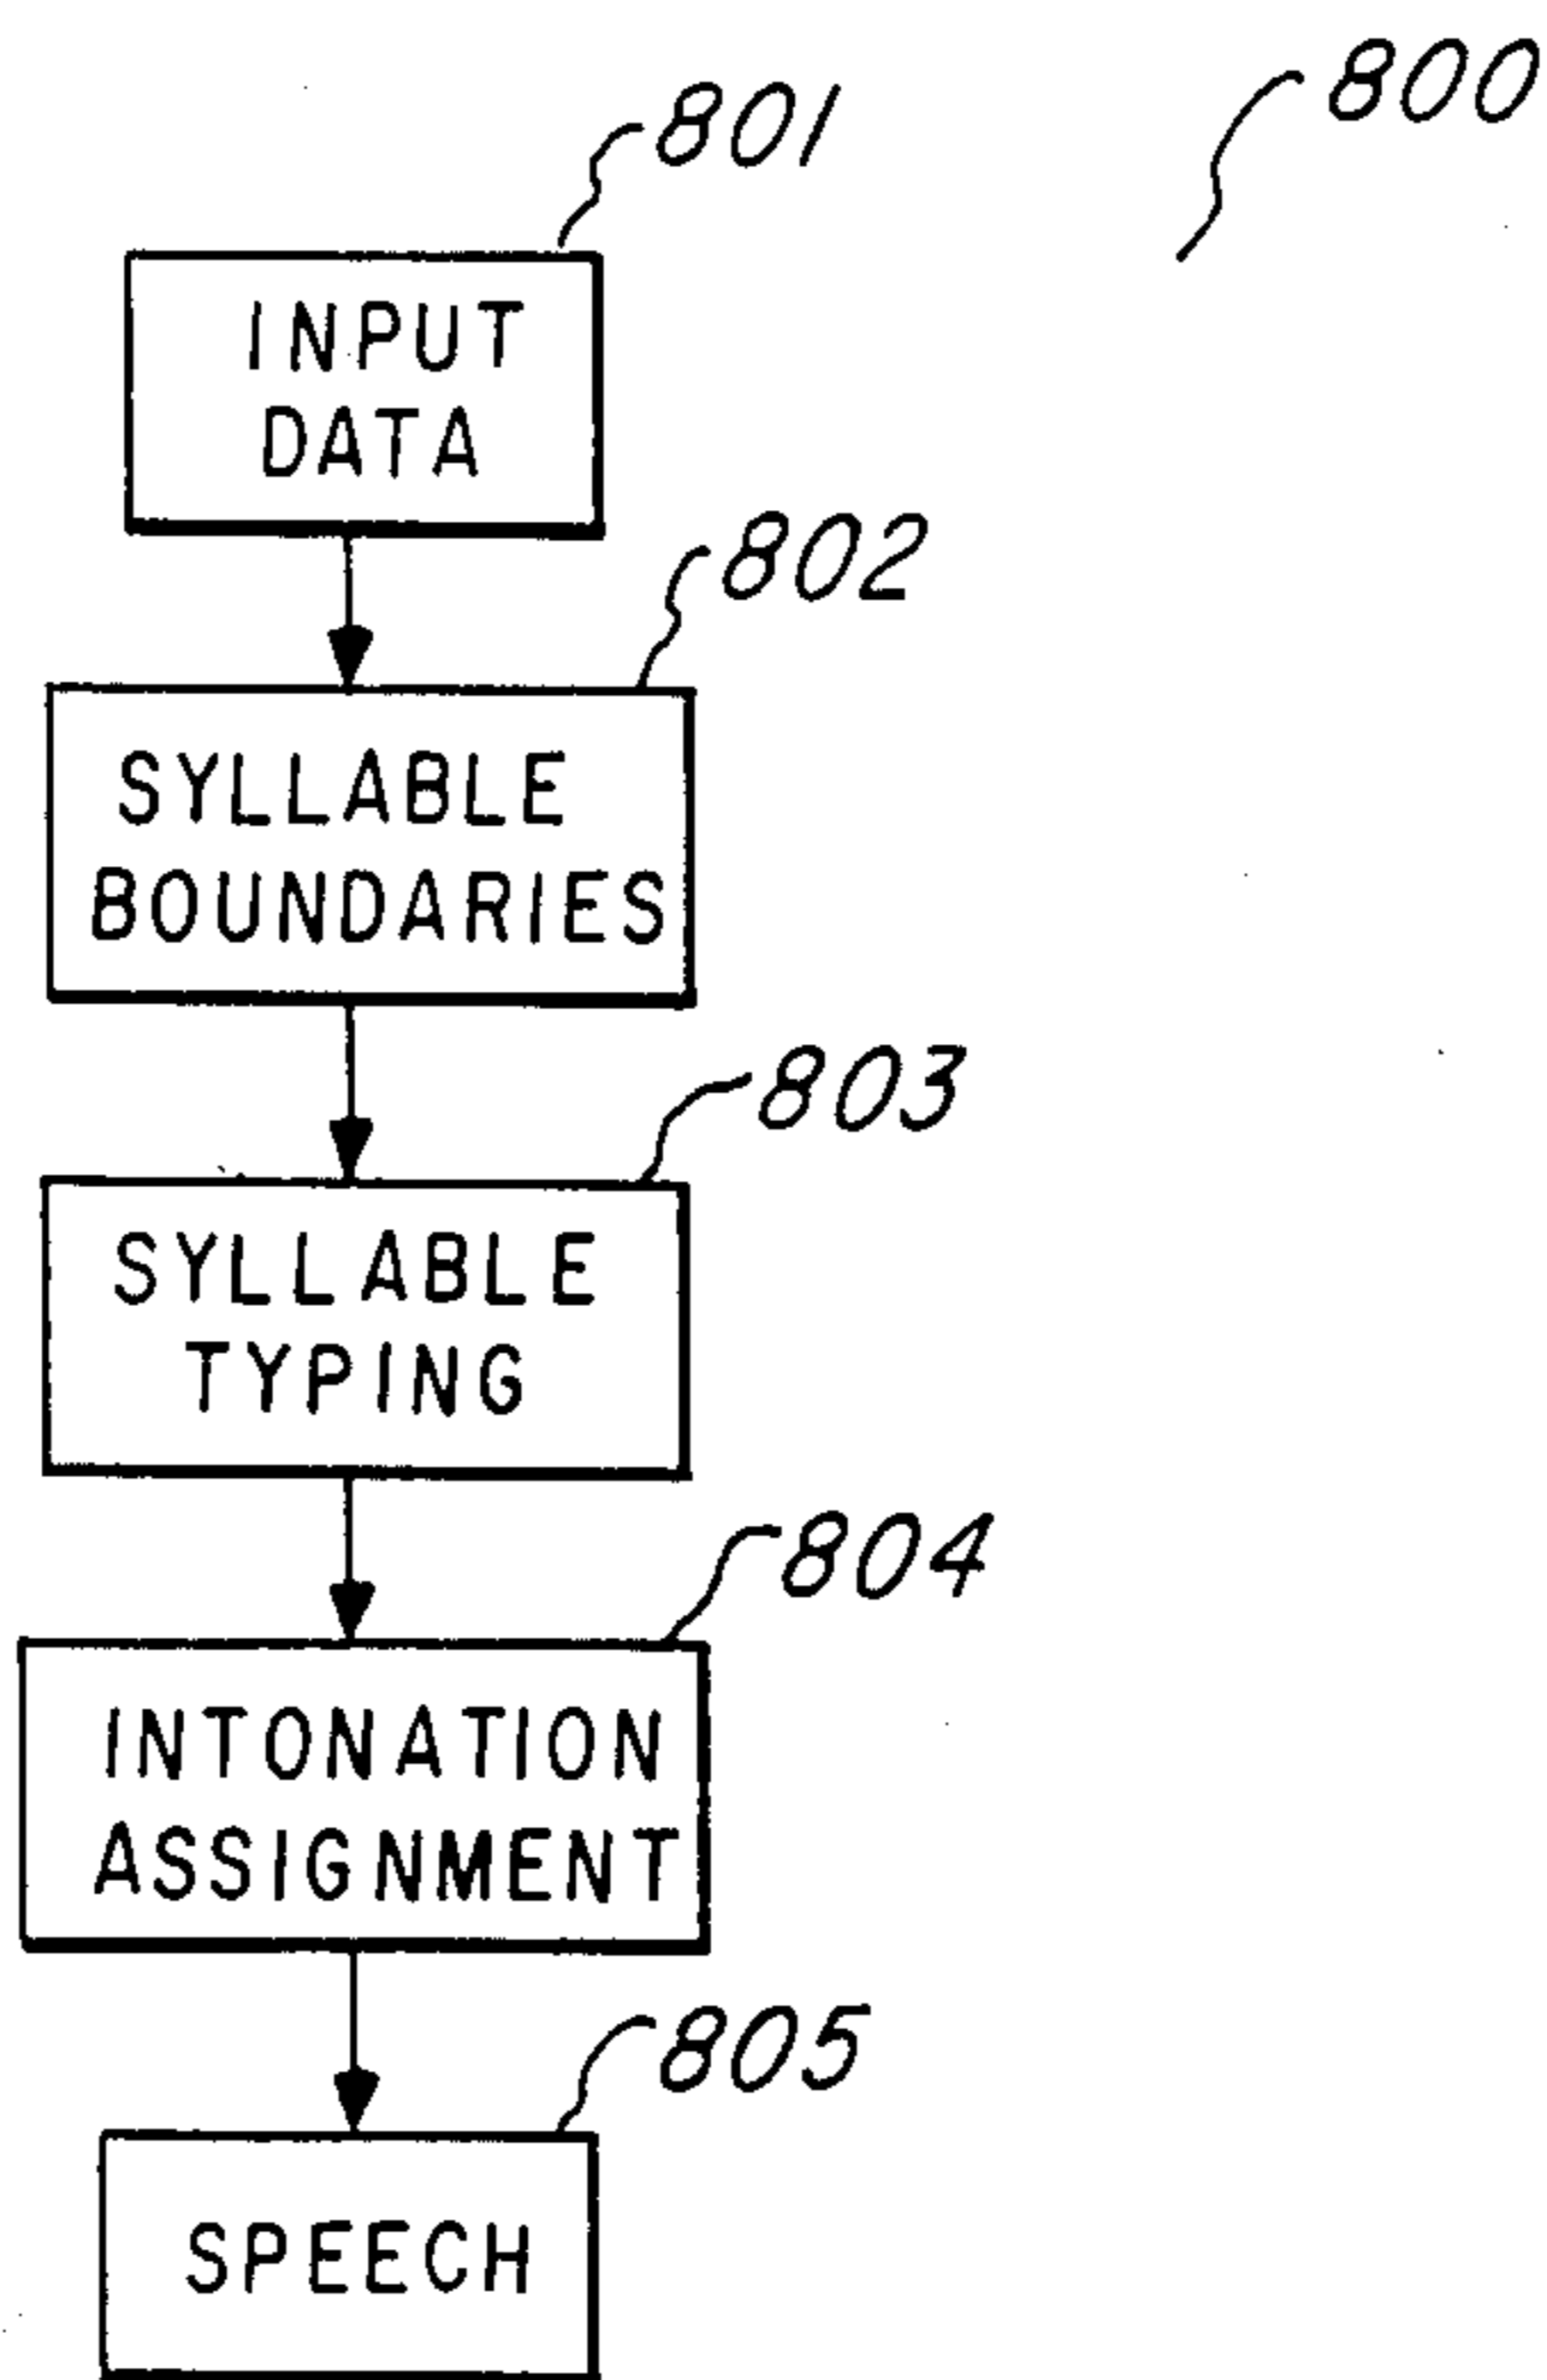 800
801
INPUT
DATA
802
SYLLABLE
BOUNDARIES
803
SYLLABLE
TYPING
804
INTONATION
ASSIGNMENT
805
SPEECH